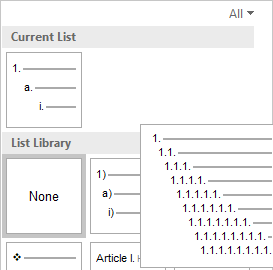 All
Current List
1.
a.
i.
List Library
None
1)
a)
i)
❖
Article I.
1.
1.1.
1.1.1.
1.1.1.1.
1.1.1.1.1.
1.1.1.1.1.1.
1.1.1.1.1.1.1.
1.1.1.1.1.1.1.1.
1.1.1.1.1.1.1.1.1.